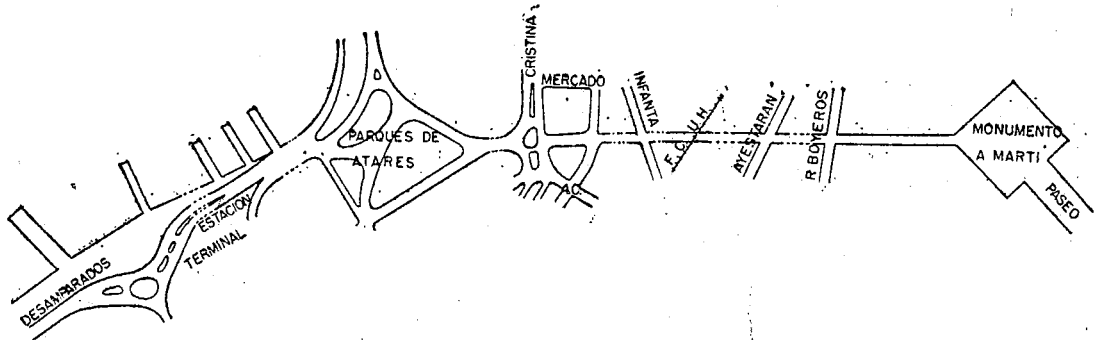 DESAMPARADOS
ESTACION
TERMINAL
PARQUES DE
ATARES
CRISTINA
MERCADO
AC.
INFANTA
F. C. U. H.
AYESTARAN
R. BOYEROS
MONUMENTO
A MARTI
PASEO